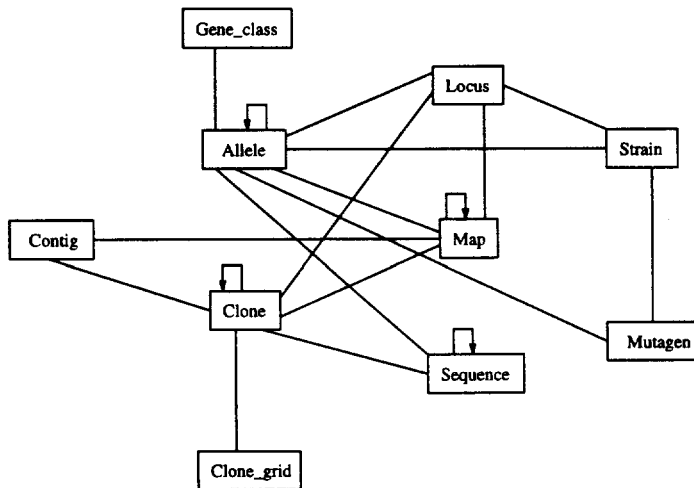 Gene_class
Locus
Allele
Strain
Contig
Map
Clone
Mutagen
Sequence
Clone_grid